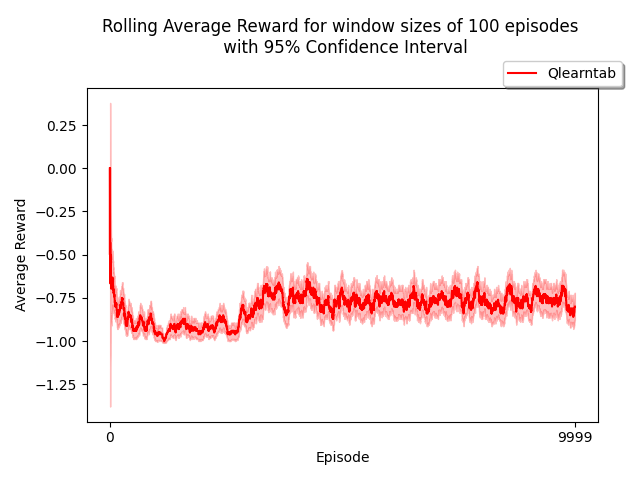 Rolling Average Reward for window sizes of 100 episodes
with 95% Confidence Interval
Qlearntab
0.25
0.00
−0.25
−0.50
−0.75
−1.00
−1.25
Average Reward
0
9999
Episode